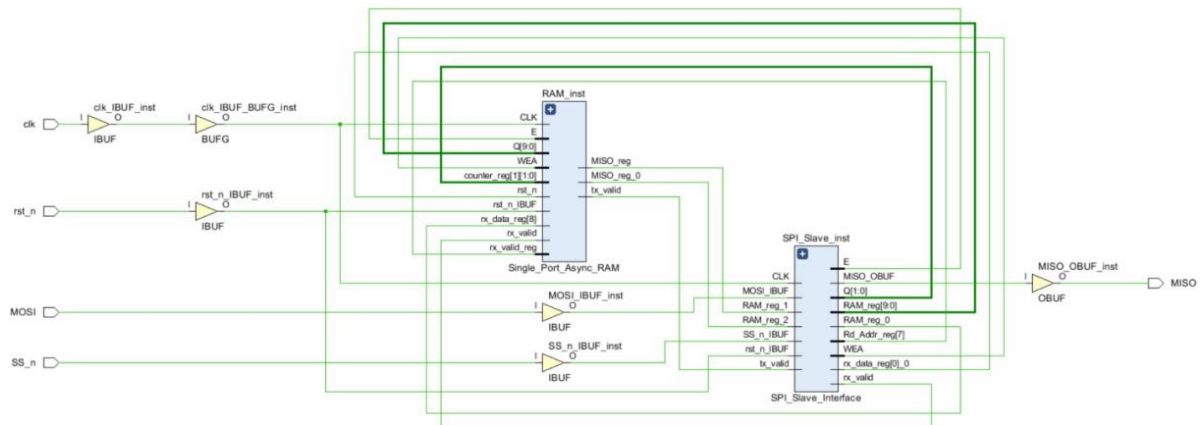 clk
I
clk_IBUF_inst
O
IBUF
I
clk_IBUF_BUFG_inst
O
BUFG
rst_n
I
rst_n_IBUF_inst
O
IBUF
MOSI
I
MOSI_IBUF_inst
O
IBUF
SS_n
I
SS_n_IBUF_inst
O
IBUF
RAM_inst
CLK
E
Q[9:0]
WEA
counter_reg[1][1:0]
rst_n
rst_n_IBUF
rx_data_reg[8]
rx_valid
rx_valid_reg
MISO_reg
MISO_reg_0
tx_valid
Single_Port_Async_RAM
SPI_Slave_inst
CLK
MOSI_IBUF
RAM_reg_1
RAM_reg_2
SS_n_IBUF
rst_n_IBUF
tx_valid
E
MISO_OBUF
Q[1:0]
RAM_reg[9:0]
RAM_reg_0
Rd_Addr_reg[7]
WEA
rx_data_reg[0]_0
rx_valid
SPI_Slave_Interface
I
MISO_OBUF_inst
O
OBUF
MISO